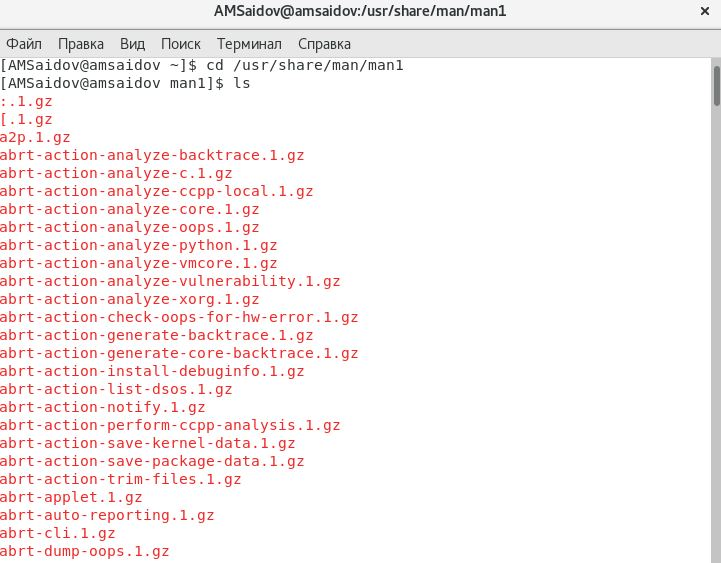 AMSaidov@amsaidov:/usr/share/man/man1 ×
Файл Правка Вид Поиск Терминал Справка
[AMSaidov@amsaidov ~]$ cd /usr/share/man/man1
[AMSaidov@amsaidov man1]$ ls
:.1.gz
[.1.gz
a2p.1.gz
abrt-action-analyze-backtrace.1.gz
abrt-action-analyze-c.1.gz
abrt-action-analyze-ccpp-local.1.gz
abrt-action-analyze-core.1.gz
abrt-action-analyze-oops.1.gz
abrt-action-analyze-python.1.gz
abrt-action-analyze-vmcore.1.gz
abrt-action-analyze-vulnerability.1.gz
abrt-action-analyze-xorg.1.gz
abrt-action-check-oops-for-hw-error.1.gz
abrt-action-generate-backtrace.1.gz
abrt-action-generate-core-backtrace.1.gz
abrt-action-install-debuginfo.1.gz
abrt-action-list-dsos.1.gz
abrt-action-notify.1.gz
abrt-action-perform-ccpp-analysis.1.gz
abrt-action-save-kernel-data.1.gz
abrt-action-save-package-data.1.gz
abrt-action-trim-files.1.gz
abrt-applet.1.gz
abrt-auto-reporting.1.gz
abrt-cli.1.gz
abrt-dump-oops.1.gz